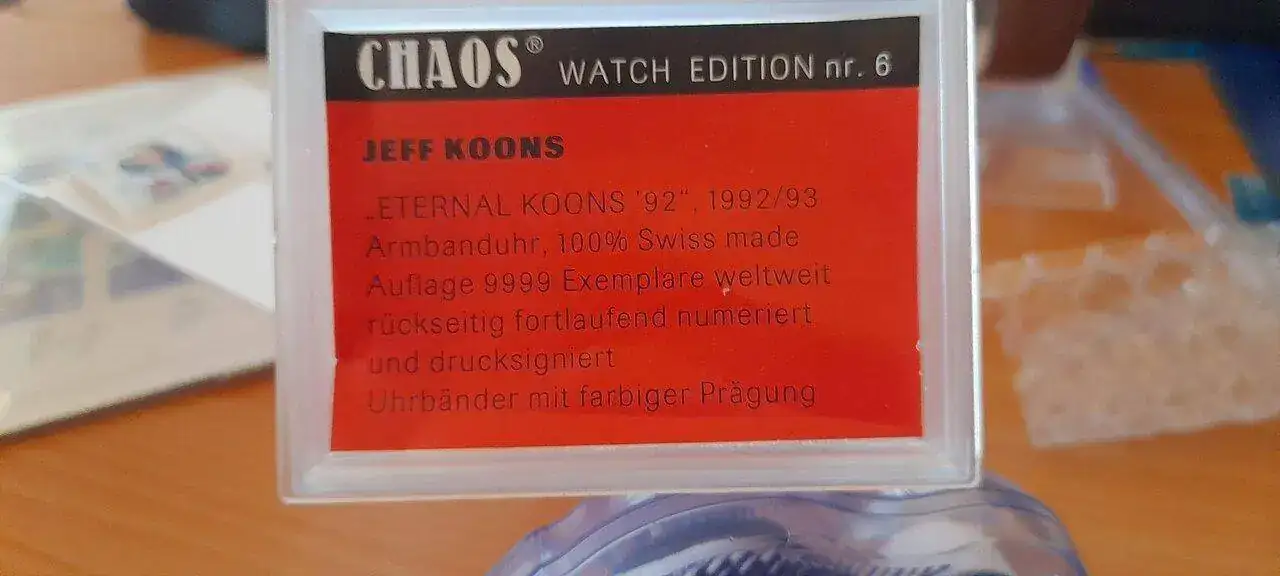 CHAOS® WATCH EDITION nr. 6
JEFF KOONS
„ETERNAL KOONS '92“, 1992/93
Armbanduhr, 100% Swiss made
Auflage 9999 Exemplare weltweit
rückseitig fortlaufend numeriert
und drucksigniert
Uhrbänder mit farbiger Prägung